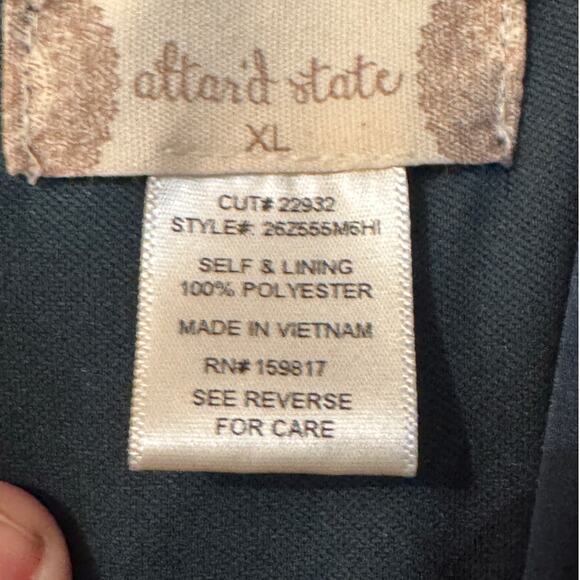 altar'd state
XL
CUT# 22932
STYLE#: 26Z555M6HI
SELF & LINING
100% POLYESTER
MADE IN VIETNAM
RN# 159817
SEE REVERSE
FOR CARE